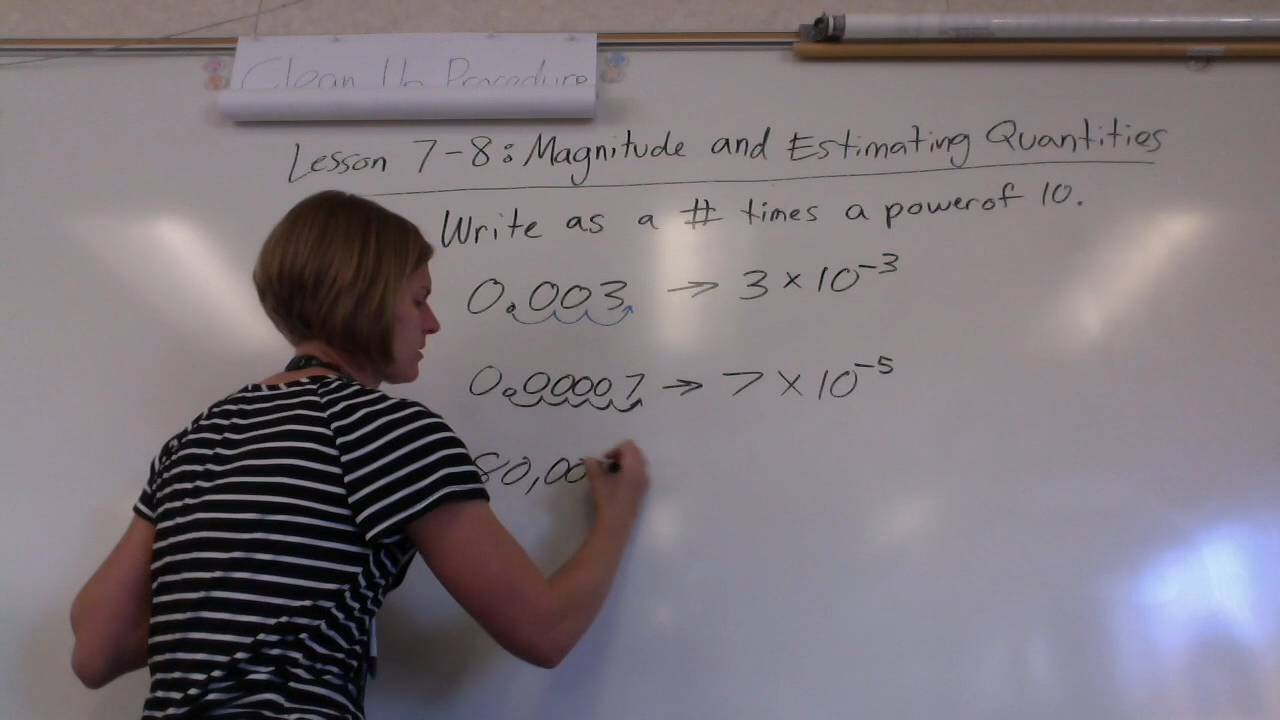 Clean Up Procedure
Lesson 7-8: Magnitude and Estimating Quantities
Write as a # times a power of 10.
0.003 → 3 × 10⁻³
0.00007 → 7 × 10⁻⁵
80,00